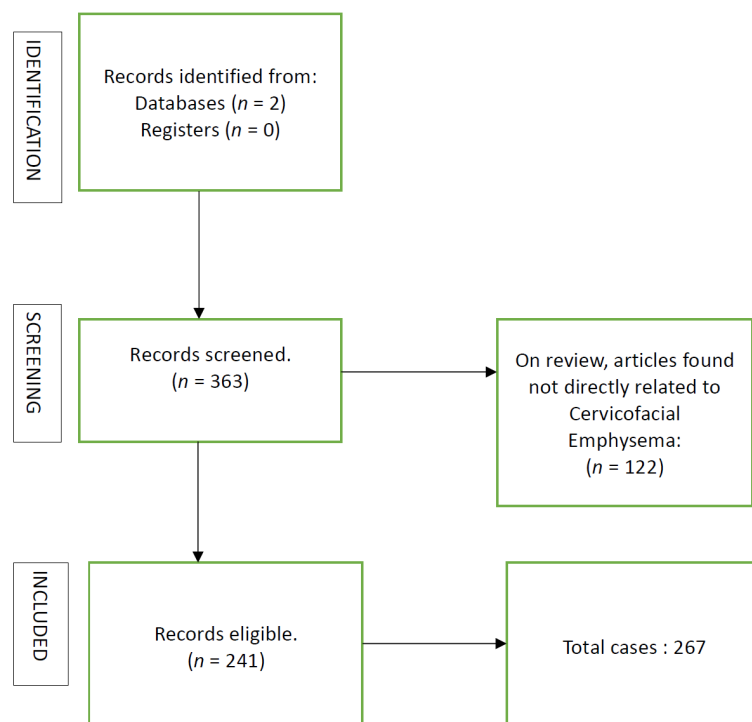 IDENTIFICATION
Records identified from:
Databases (n = 2)
Registers (n = 0)
SCREENING
Records screened.
(n = 363)
On review, articles found
not directly related to
Cervicofacial
Emphysema:
(n = 122)
INCLUDED
Records eligible.
(n = 241)
Total cases : 267